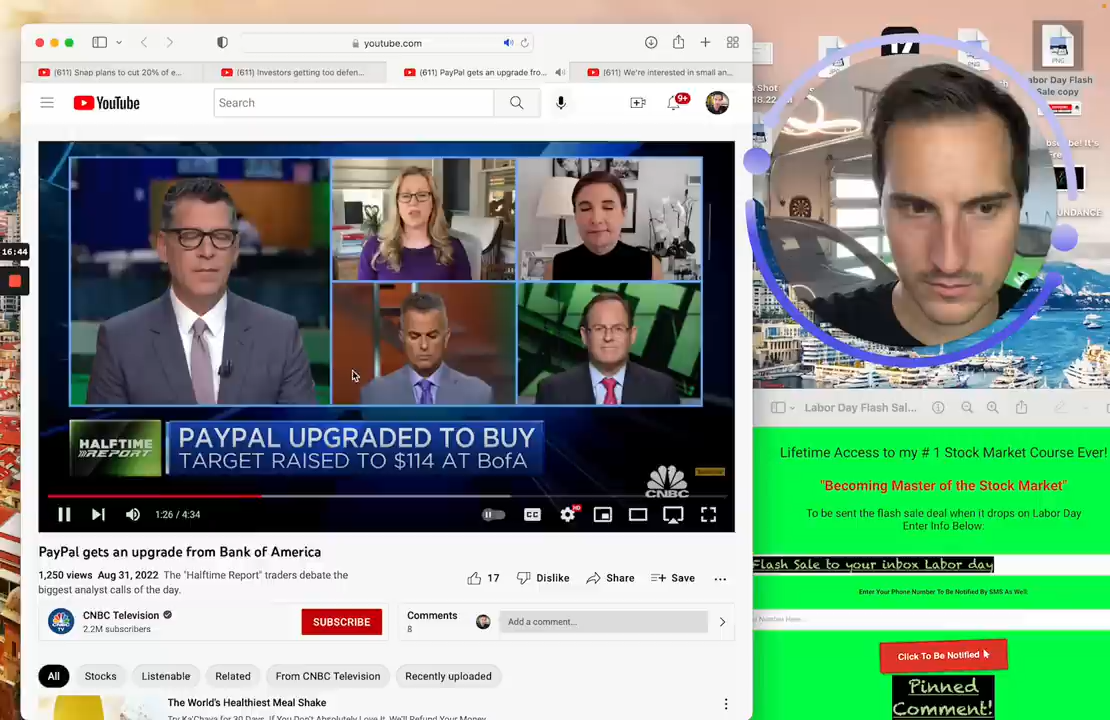 youtube.com
(611) Snap plans to cut 20% of e...
(611) Investors getting too defen...
(611) PayPal gets an upgrade fro...
(611) We're interested in small an...
YouTube
Search
9+
PNG
Labor Day Flash
Sale copy
UNDANCE
16:44
HALFTIME
REPORT
PAYPAL UPGRADED TO BUY
TARGET RAISED TO $114 AT BofA
CNBC
1:26 / 4:34
CC
HD
PayPal gets an upgrade from Bank of America
1,250 views Aug 31, 2022 The "Halftime Report" traders debate the
biggest analyst calls of the day.
17
Dislike
Share
Save
CNBC Television
2.2M subscribers
SUBSCRIBE
Comments
8
Add a comment...
All
Stocks
Listenable
Related
From CNBC Television
Recently uploaded
The World's Healthiest Meal Shake
Labor Day Flash Sal...
Lifetime Access to my # 1 Stock Market Course Ever!
"Becoming Master of the Stock Market"
To be sent the flash sale deal when it drops on Labor Day
Enter Info Below:
Flash Sale to your inbox Labor day
Enter Your Phone Number To Be Notified By SMS As Well:
Number Here...
Click To Be Notified
Pinned
Comment!